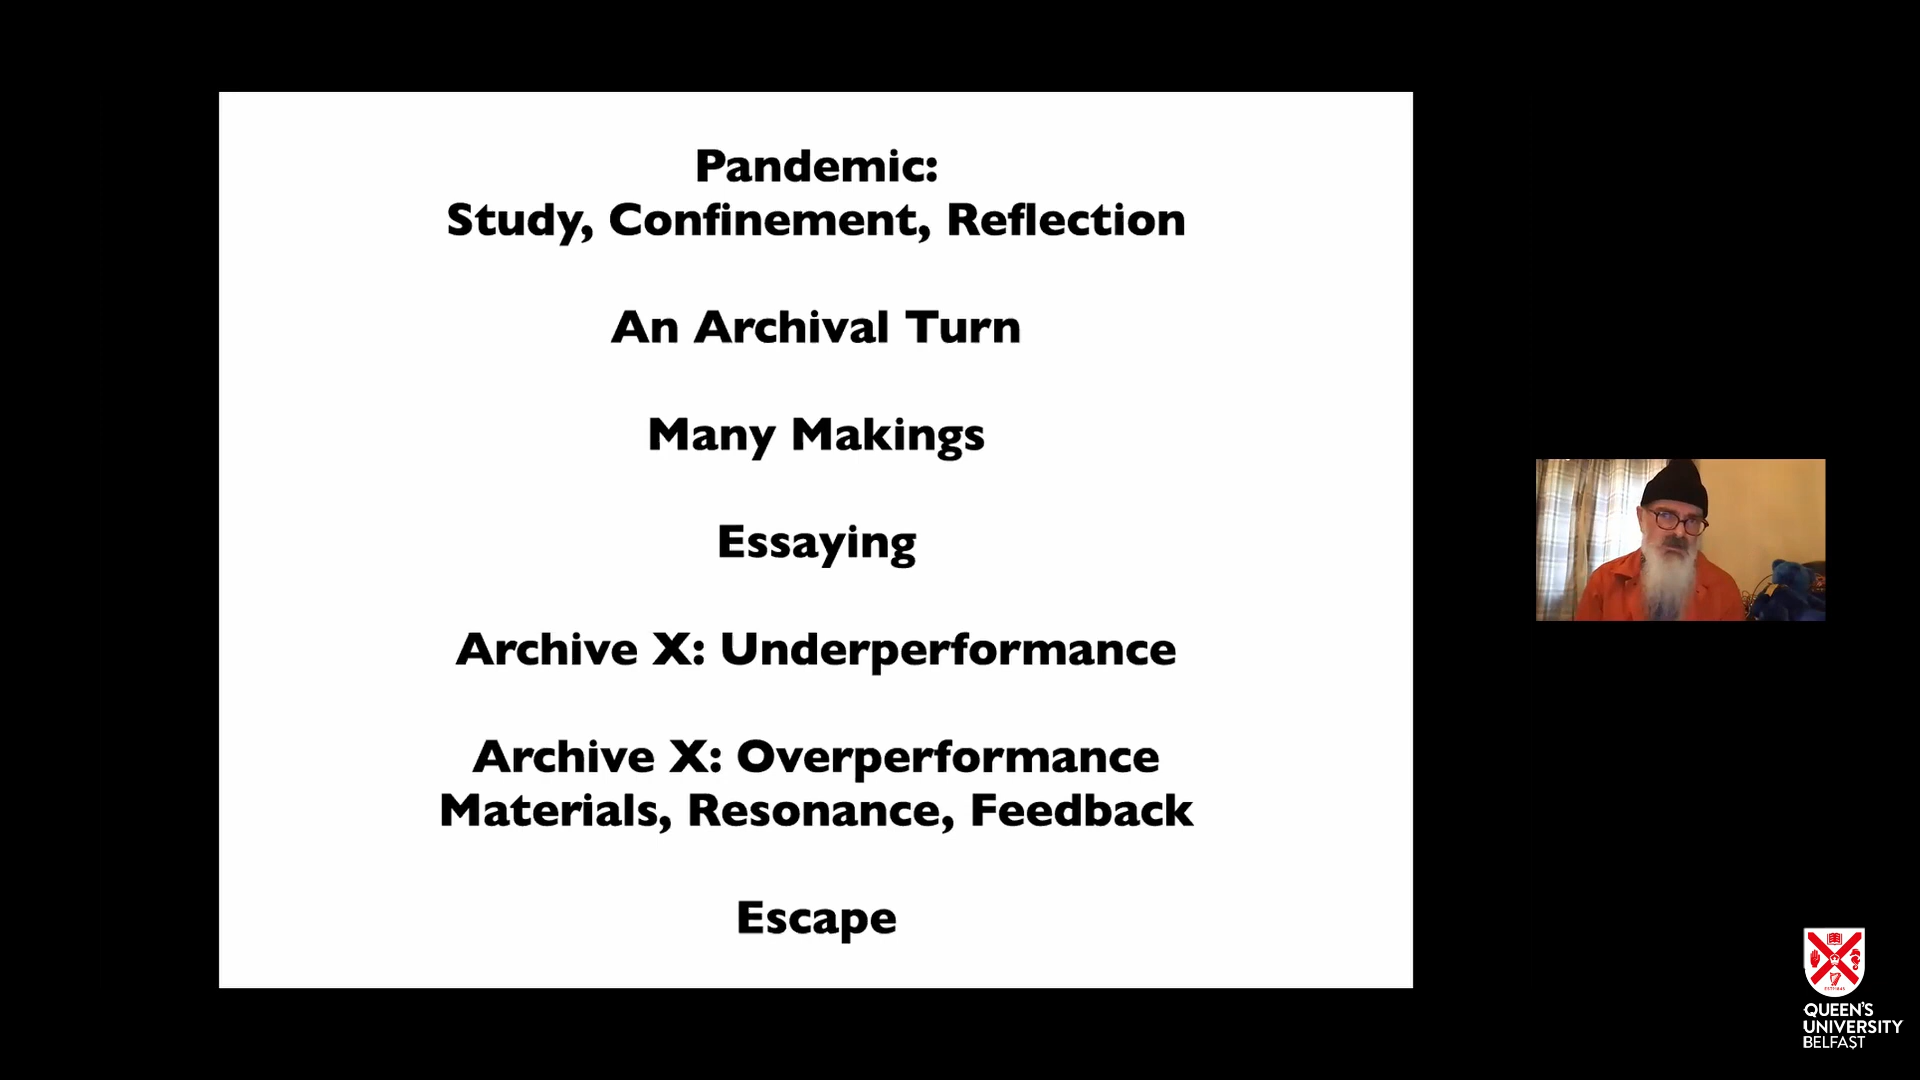 Pandemic:
Study, Confinement, Reflection
An Archival Turn
Many Makings
Essaying
Archive X: Underperformance
Archive X: Overperformance
Materials, Resonance, Feedback
Escape
QUEEN'S
UNIVERSITY
BELFAST